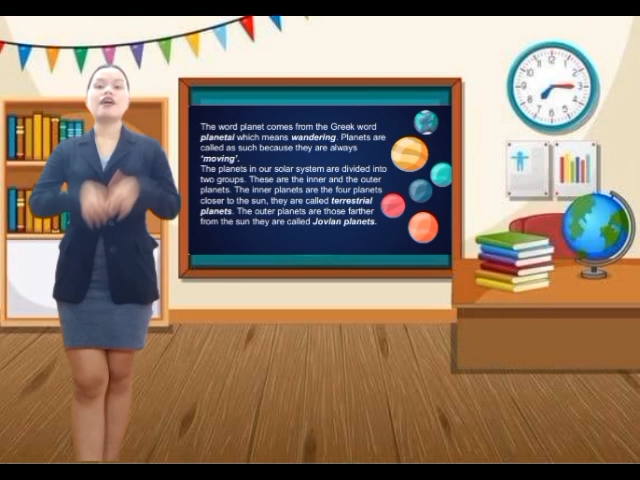 The word planet comes from the Greek word
planetai which means wandering. Planets are
called as such because they are always
‘moving’.
The planets in our solar system are divided into
two groups. These are the inner and the outer
planets. The inner planets are the four planets
closer to the sun, they are called terrestrial
planets. The outer planets are those farther
from the sun they are called Jovian planets.